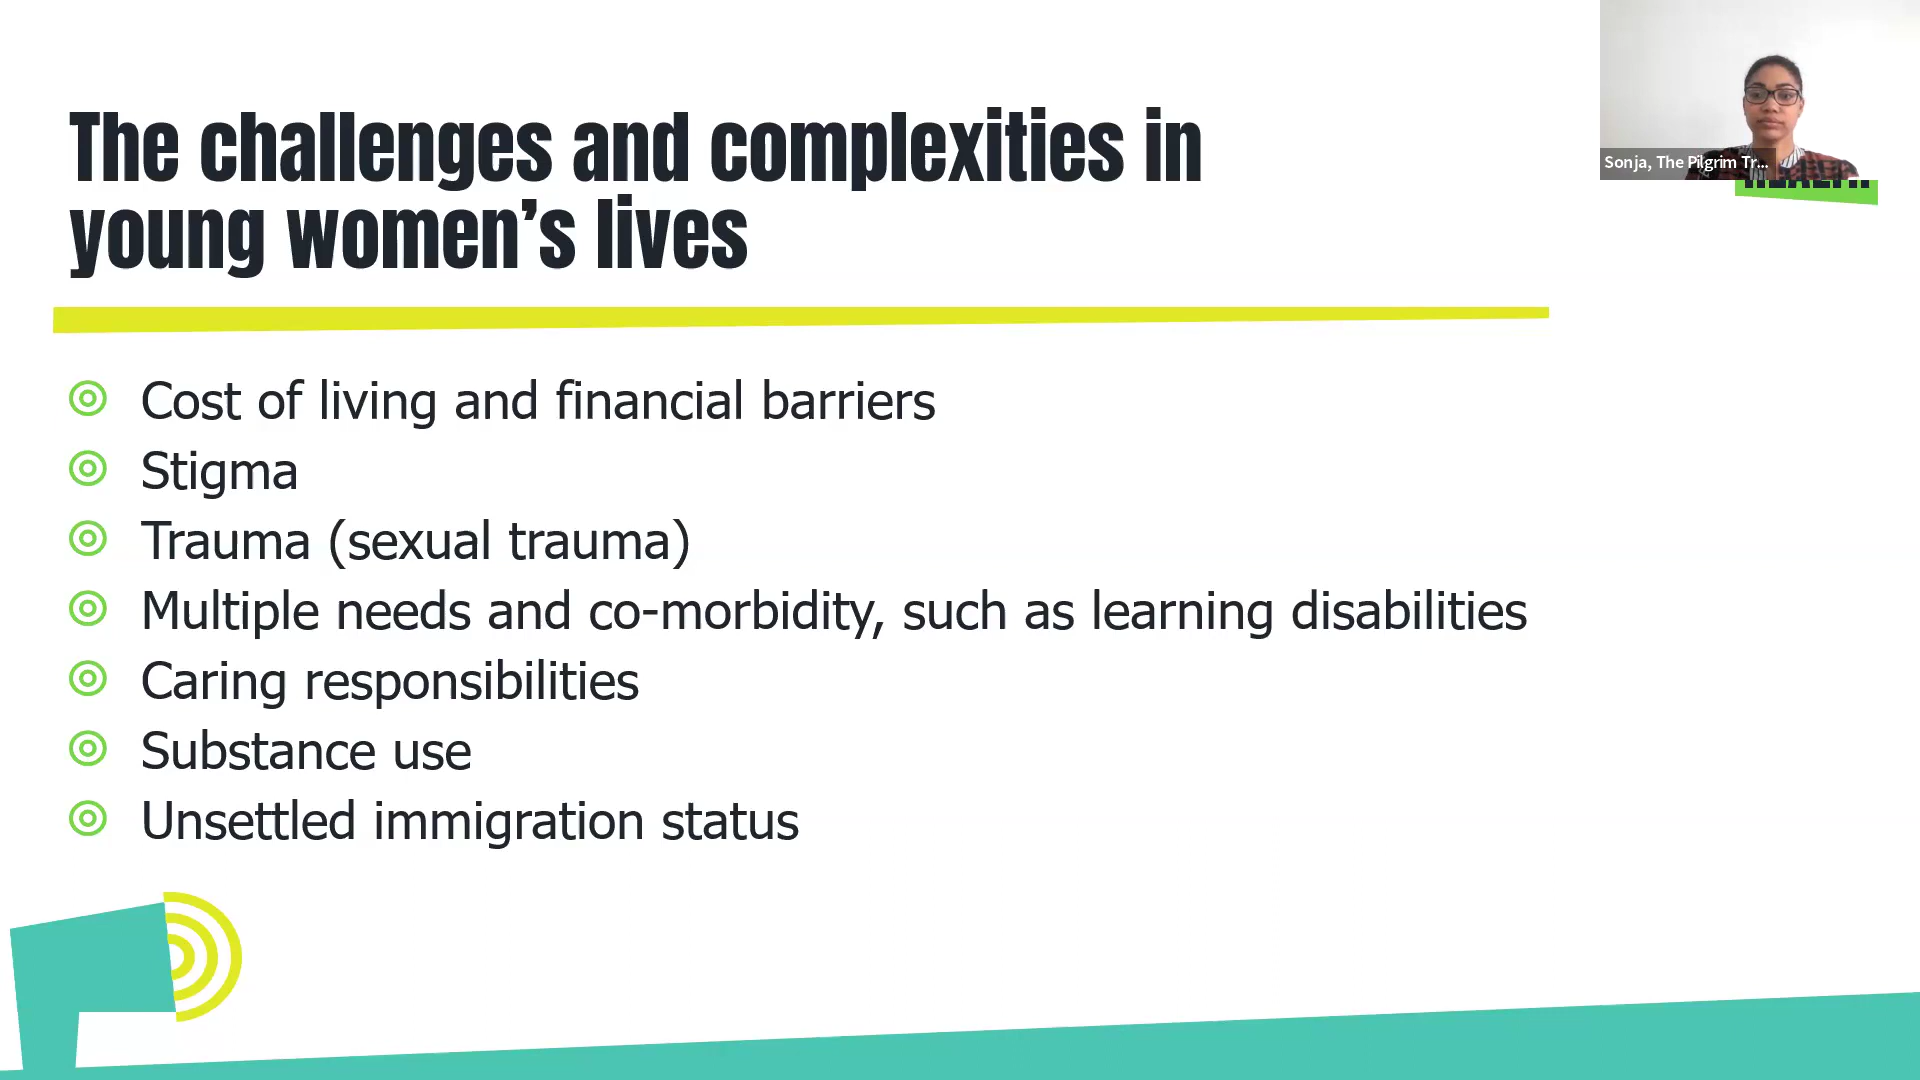 The challenges and complexities in
young women’s lives
Sonja, The Pilgrim Tr...
Cost of living and financial barriers
Stigma
Trauma (sexual trauma)
Multiple needs and co-morbidity, such as learning disabilities
Caring responsibilities
Substance use
Unsettled immigration status